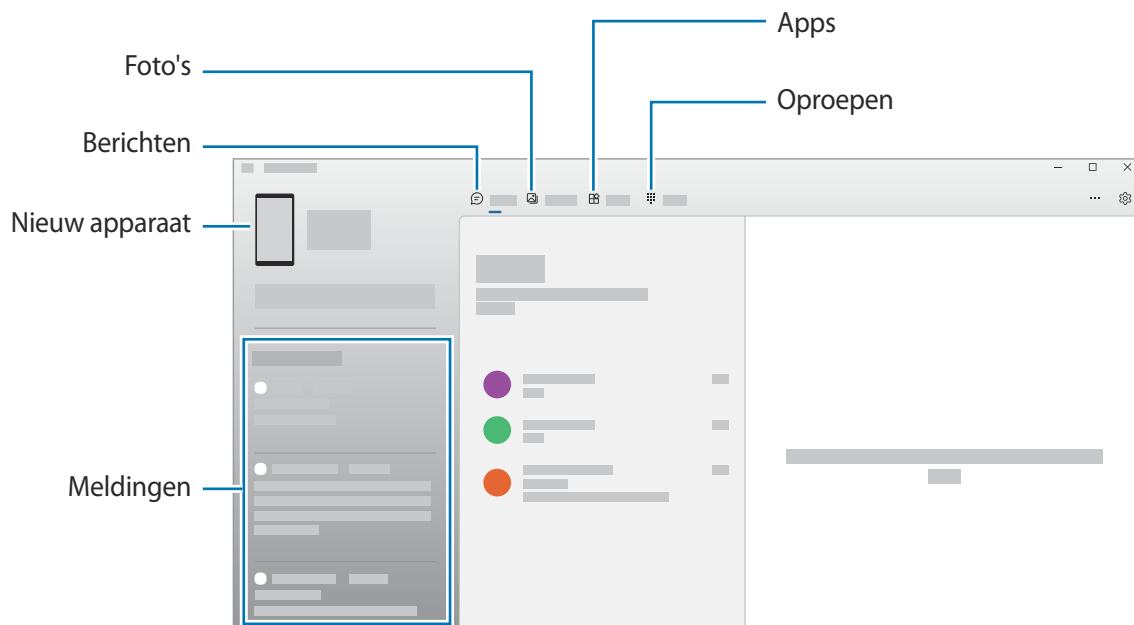 Apps
Foto's
Oproepen
Berichten
Nieuw apparaat
Meldingen